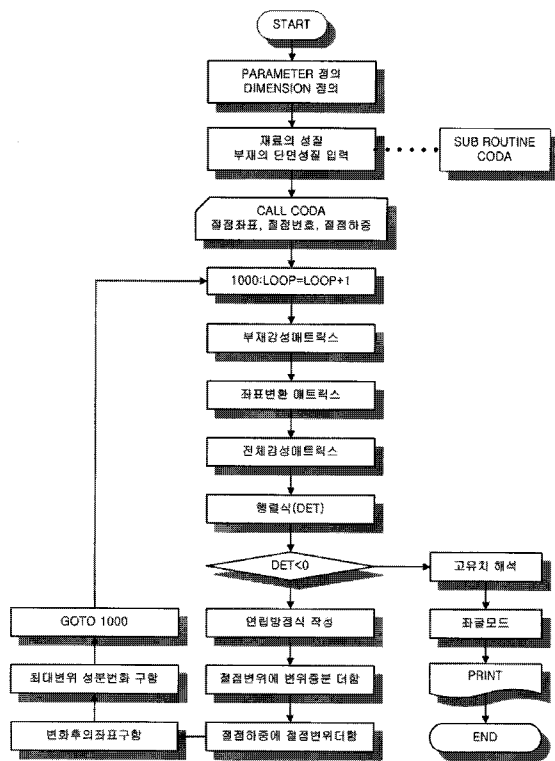 START
PARAMETER 정의
DIMENSION 정의
재료의 성질
부재의 단면성질 입력
SUB ROUTINE
CODA
CALL CODA
절점좌표, 절점번호, 절점하중
1000:LOOP=LOOP+1
부재강성매트릭스
좌표변환 매트릭스
전체강성매트릭스
행렬식(DET)
DET<0
고유치 해석
GOTO 1000
연립방정식 작성
좌굴모드
최대변위 성분번화 구함
절점변위에 변위증분 더함
PRINT
변화후의좌표구함
절점하중에 절점변위더함
END